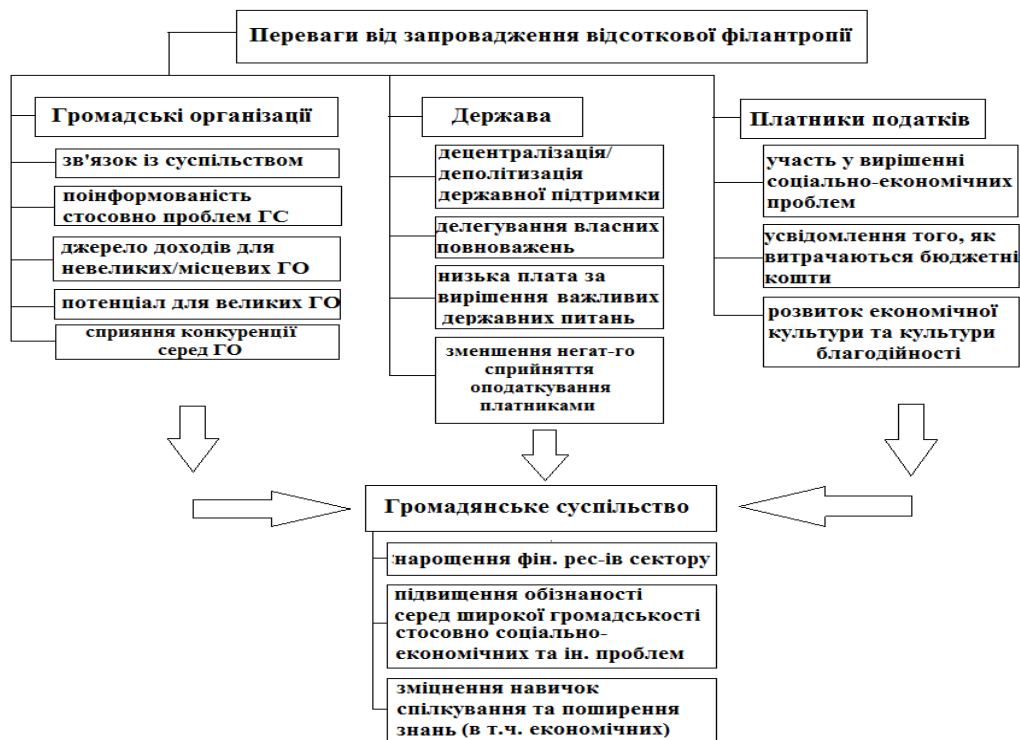 Переваги від запровадження відсоткової філантропії
Громадські організації
зв'язок із суспільством
поінформованість
стосовно проблем ГС
джерело доходів для
невеликих/місцевих ГО
потенціал для великих ГО
сприяння конкуренції
серед ГО
Держава
децентралізація/
деполітизація
державної підтримки
делегування власних
повноважень
низька плата за
вирішення важливих
державних питань
зменшення негат-го
сприйняття
оподаткування
платниками
Платники податків
участь у вирішенні
соціально-економічних
проблем
усвідомлення того, як
витрачаються бюджетні
кошти
розвиток економічної
культури та культури
благодійності
Громадянське суспільство
нарощення фін. рес-ів сектору
підвищення обізнаності
серед широкої громадськості
стосовно соціально-
економічних та ін. проблем
зміцнення навичок
спілкування та поширення
знань (в т.ч. економічних)